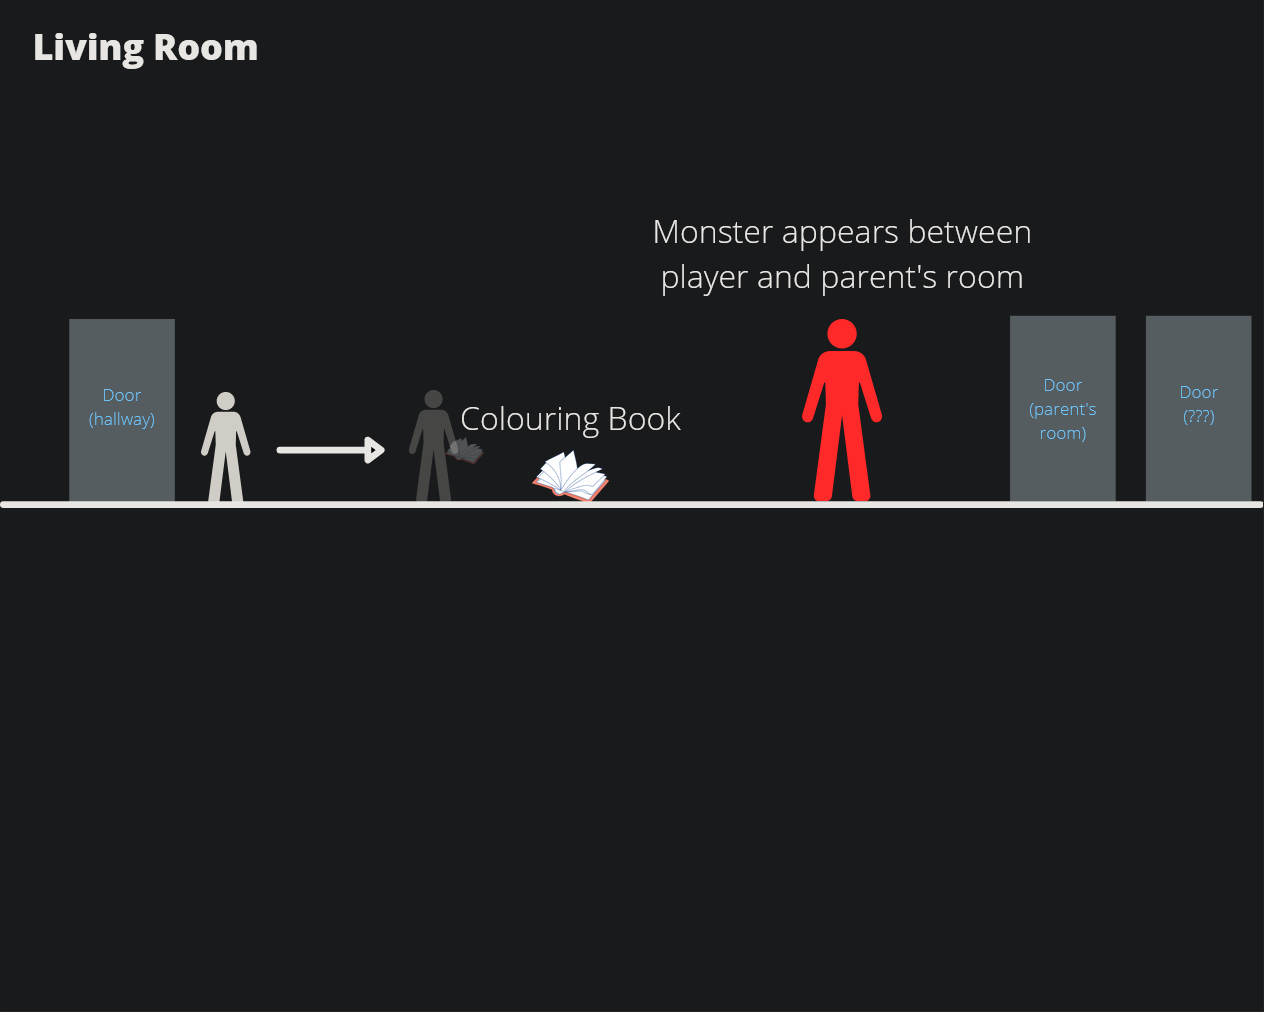 Living Room
Monster appears between
player and parent's room
Door
(hallway)
Colouring Book
Door
(parent's
room)
Door
(???)